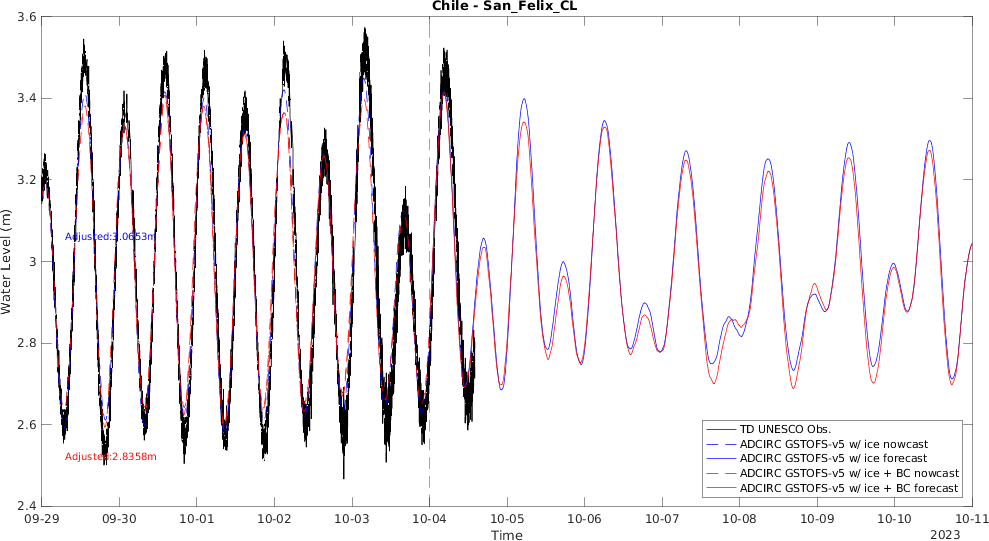 Chile - San_Felix_CL
3.6
3.4
3.2
3
2.8
2.6
2.4
Water Level (m)
Adjusted:3.0653m
Adjusted:2.8358m
TD UNESCO Obs.
ADCIRC GSTOFS-v5 w/ ice nowcast
ADCIRC GSTOFS-v5 w/ ice forecast
ADCIRC GSTOFS-v5 w/ ice + BC nowcast
ADCIRC GSTOFS-v5 w/ ice + BC forecast
09-29 09-30 10-01 10-02 10-03 10-04 10-05 10-06 10-07 10-08 10-09 10-10 10-11
Time
2023